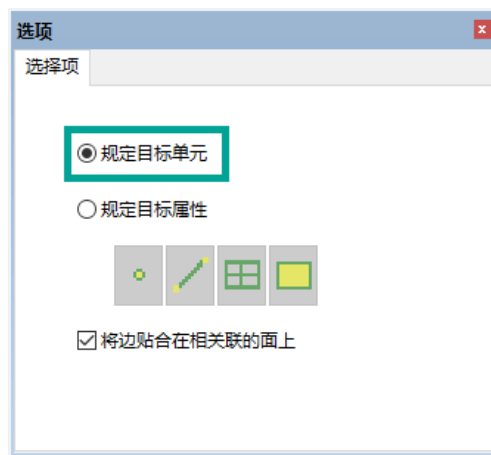 选项
选择项
规定目标单元
规定目标属性
将边贴合在相关联的面上